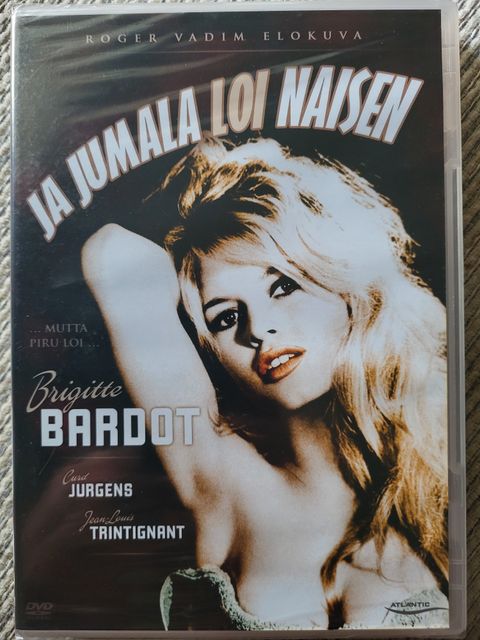 ROGER VADIM ELOKUVA
JA JUMALA LOI NAISEN
... MUTTA
PIRU LOI ...
Brigitte
BARDOT
Curd
JURGENS
Jean-Louis
TRINTIGNANT
DVD
ATLANTIC